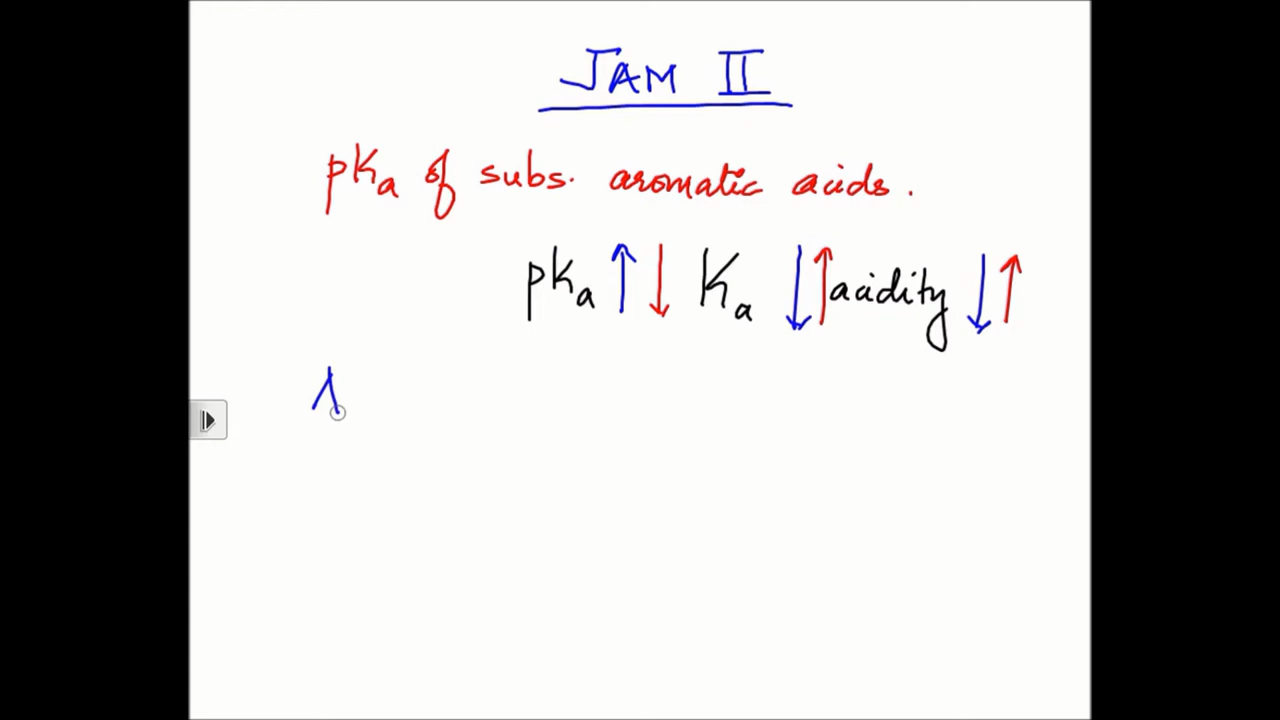 JAM II
pKa of subs. aromatic acids.
pKa ↑ ↓ Ka ↓ ↑ acidity ↓ ↑